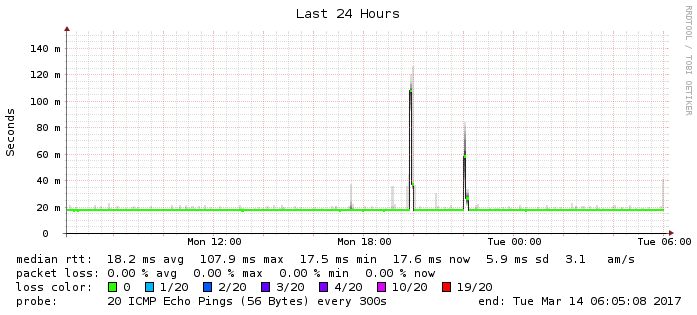 Last 24 Hours
RRDTOOL / TOBI OETIKER
Seconds
140 m
120 m
100 m
80 m
60 m
40 m
20 m
0
Mon 12:00 Mon 18:00 Tue 00:00 Tue 06:00
median rtt: 18.2 ms avg 107.9 ms max 17.5 ms min 17.6 ms now 5.9 ms sd 3.1 am/s
packet loss: 0.00 % avg 0.00 % max 0.00 % min 0.00 % now
loss color: 0 1/20 2/20 3/20 4/20 10/20 19/20
probe: 20 ICMP Echo Pings (56 Bytes) every 300s end: Tue Mar 14 06:05:08 2017